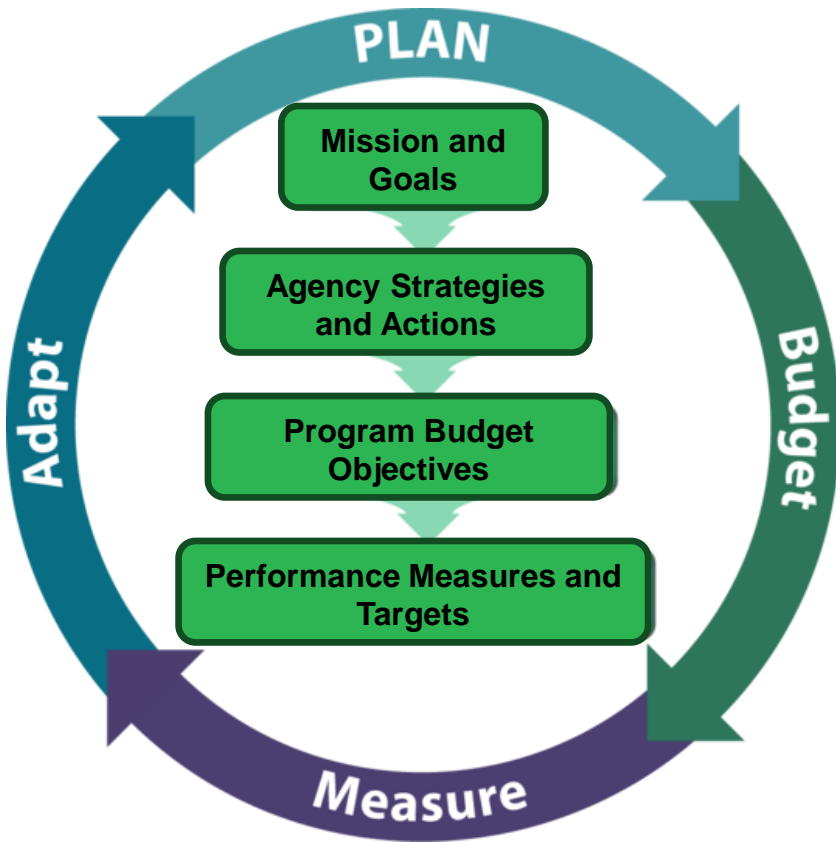 PLAN
Mission and
Goals
Agency Strategies
and Actions
Program Budget
Objectives
Performance Measures and
Targets
Budget
Measure
Adapt